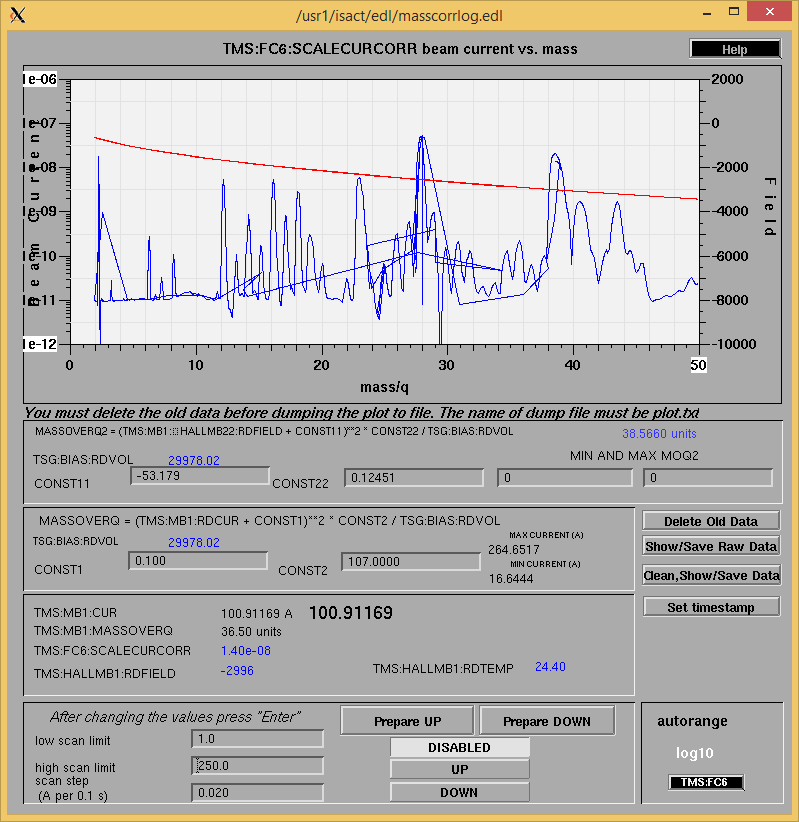 /usr1/isact/edl/masscorrlog.edl
TMS:FC6:SCALECURCORR beam current vs. mass
Help
1e-06
1e-07
1e-08
1e-09
1e-10
1e-11
1e-12
Beam Current
2000
0
-2000
-4000
-6000
-8000
-10000
Field
0 10 20 30 40 50
mass/q
You must delete the old data before dumping the plot to file. The name of dump file must be plot.txt
MASSOVERQ2 = (TMS:MB1:HALLMB22:RDFIELD + CONST11)**2 * CONST22 / TSG:BIAS:RDVOL
38.5660 units
TSG:BIAS:RDVOL 29978.02
MIN AND MAX MOQ2
CONST11 -53.179 CONST22 0.12451 0 0
MASSOVERQ = (TMS:MB1:RDCUR + CONST1)**2 * CONST2 / TSG:BIAS:RDVOL
TSG:BIAS:RDVOL 29978.02
MAX CURRENT (A)
264.6517
MIN CURRENT (A)
16.6444
CONST1 0.100 CONST2 107.0000
Delete Old Data
Show/Save Raw Data
Clean,Show/Save Data
Set timestamp
TMS:MB1:CUR 100.91169 A 100.91169
TMS:MB1:MASSOVERQ 36.50 units
TMS:FC6:SCALECURCORR 1.40e-08
TMS:HALLMB1:RDFIELD -2996 TMS:HALLMB1:RDTEMP 24.40
After changing the values press "Enter"
low scan limit 1.0
high scan limit 250.0
scan step
(A per 0.1 s) 0.020
Prepare UP Prepare DOWN
DISABLED
UP
DOWN
autorange
log10
TMS:FC6